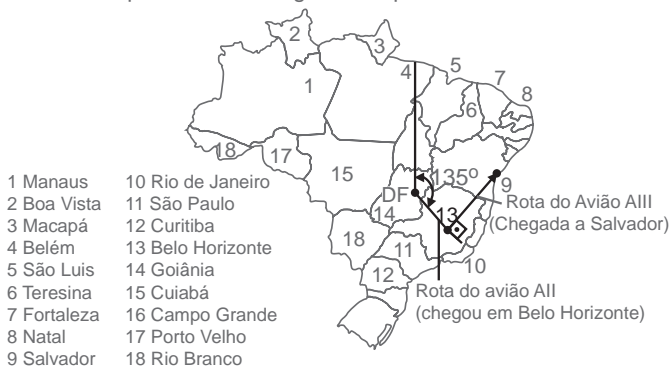 2
3
4
5
7
8
1
6
18
17
15
135º
9
DF
14
13
Rota do Avião AIII
(Chegada a Salvador)
18
11
10
12
Rota do avião AII
(chegou em Belo Horizonte)
1 Manaus
2 Boa Vista
3 Macapá
4 Belém
5 São Luis
6 Teresina
7 Fortaleza
8 Natal
9 Salvador
10 Rio de Janeiro
11 São Paulo
12 Curitiba
13 Belo Horizonte
14 Goiânia
15 Cuiabá
16 Campo Grande
17 Porto Velho
18 Rio Branco